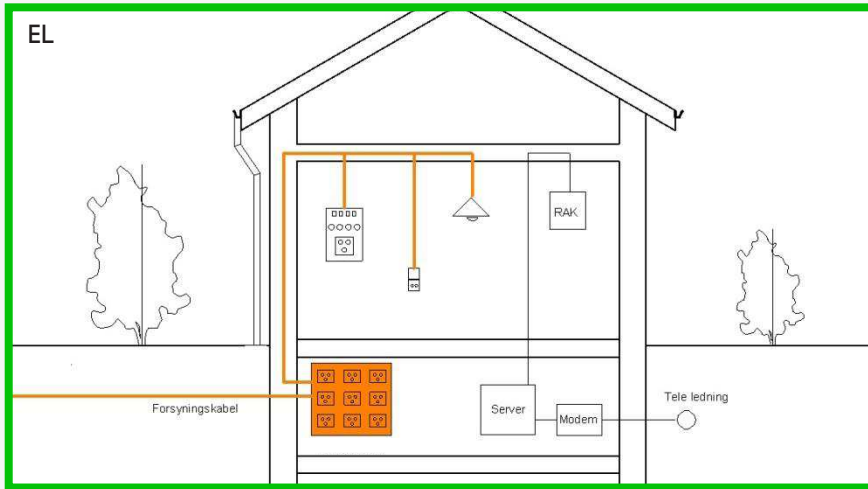 EL
RAK
Forsyningskabel
Server
Modem
Tele ledning